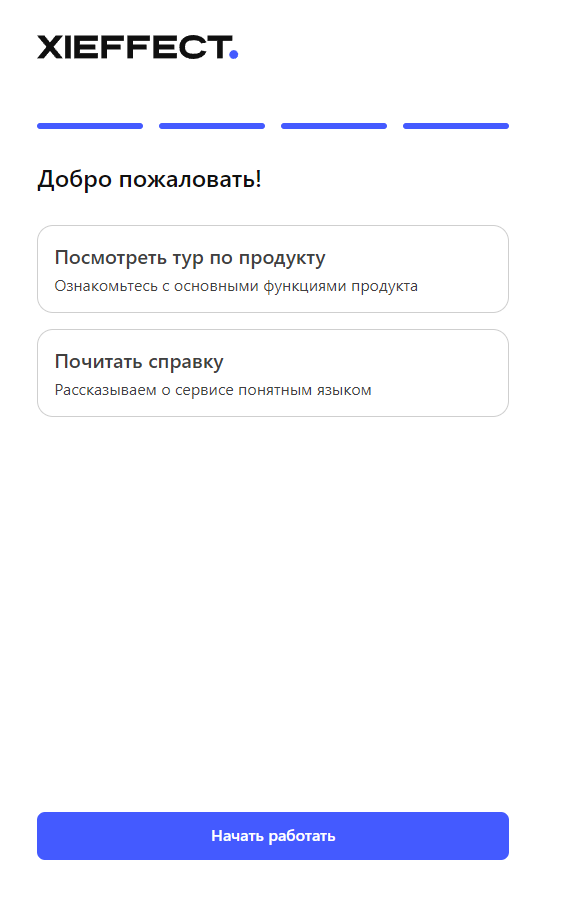 XIEFFECT.
Добро пожаловать!
Посмотреть тур по продукту
Ознакомьтесь с основными функциями продукта
Почитать справку
Рассказываем о сервисе понятным языком
Начать работать